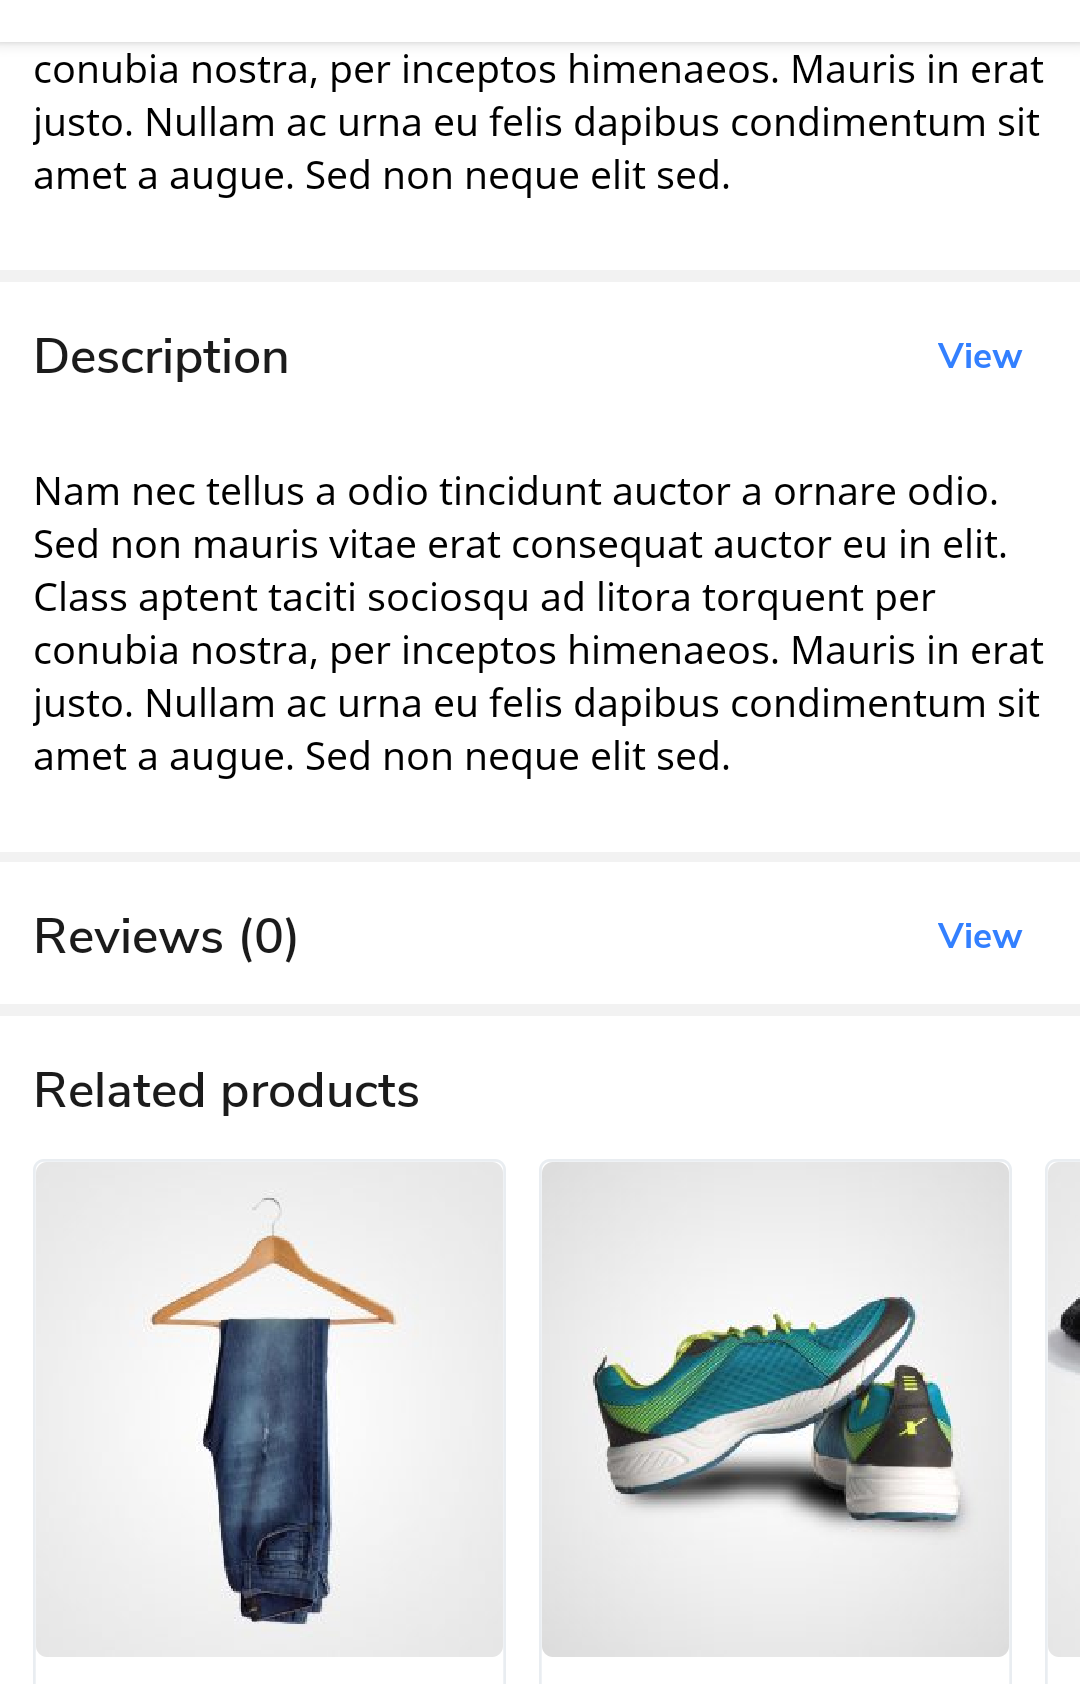 conubia nostra, per inceptos himenaeos. Mauris in erat
justo. Nullam ac urna eu felis dapibus condimentum sit
amet a augue. Sed non neque elit sed.
Description
View
Nam nec tellus a odio tincidunt auctor a ornare odio.
Sed non mauris vitae erat consequat auctor eu in elit.
Class aptent taciti sociosqu ad litora torquent per
conubia nostra, per inceptos himenaeos. Mauris in erat
justo. Nullam ac urna eu felis dapibus condimentum sit
amet a augue. Sed non neque elit sed.
Reviews (0)
View
Related products